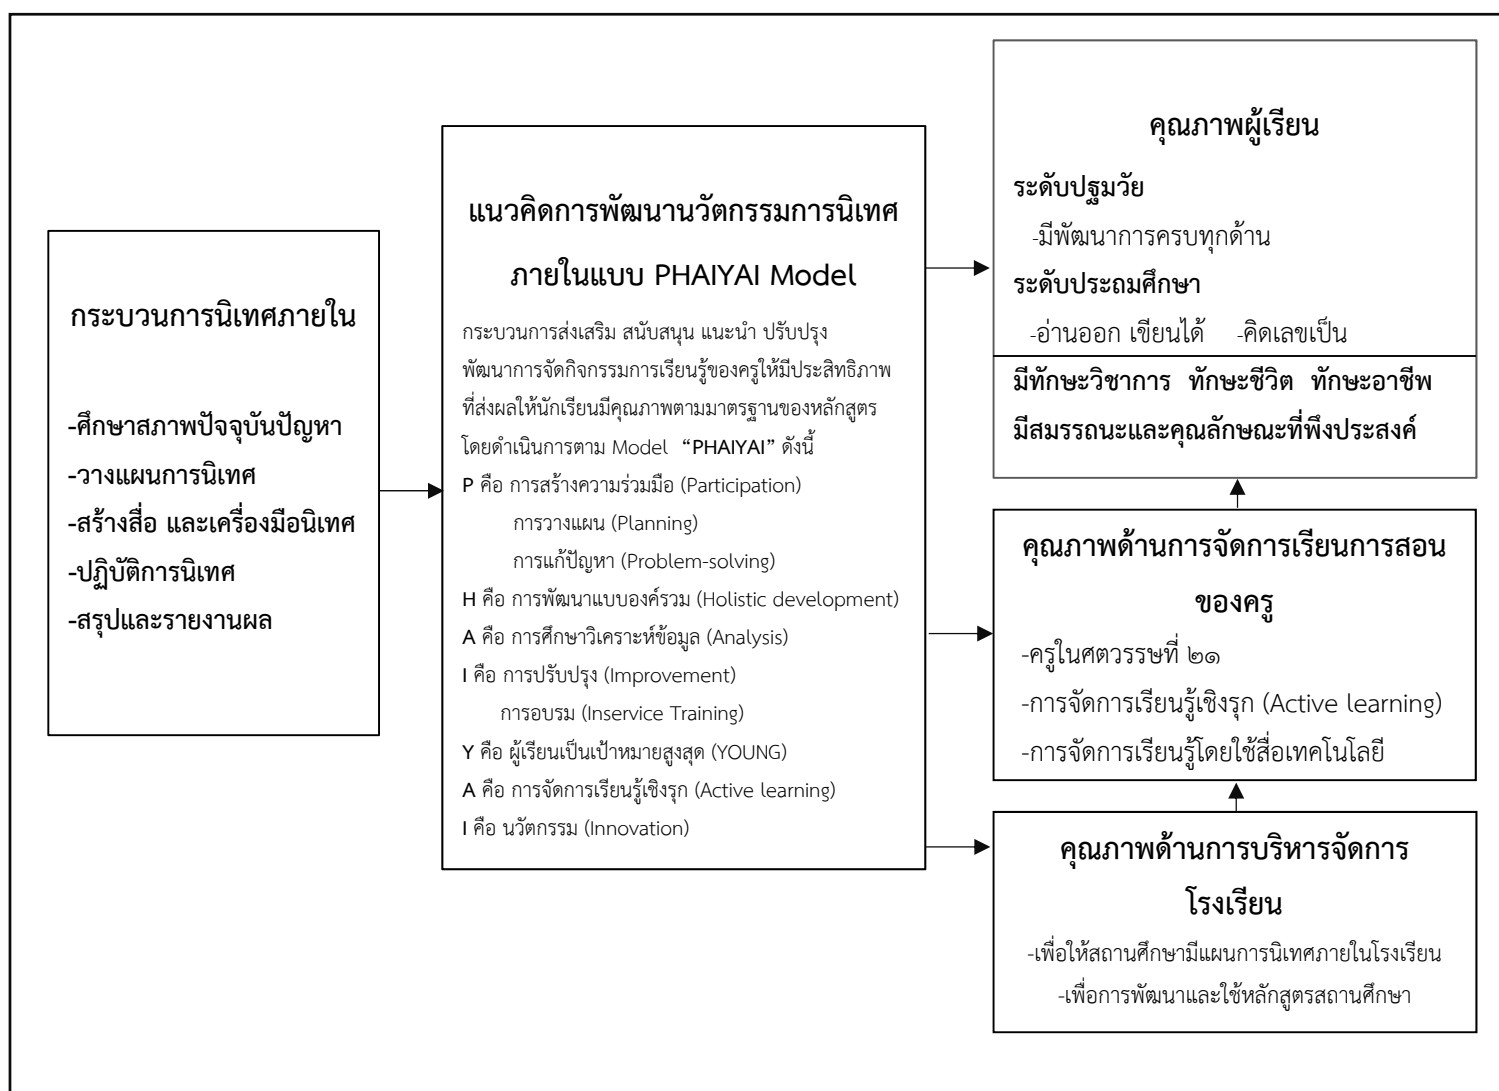 กระบวนการนิเทศภายใน
-ศึกษาสภาพปัจจุบันปัญหา
-วางแผนการนิเทศ
-สร้างสื่อ และเครื่องมือนิเทศ
-ปฏิบัติการนิเทศ
-สรุปและรายงานผล
แนวคิดการพัฒนานวัตกรรมการนิเทศ
ภายในแบบ PHAIYAI Model
กระบวนการส่งเสริม สนับสนุน แนะนำ ปรับปรุง
พัฒนาการจัดกิจกรรมการเรียนรู้ของครูให้มีประสิทธิภาพ
ที่ส่งผลให้นักเรียนมีคุณภาพตามมาตรฐานของหลักสูตร
โดยดำเนินการตาม Model “PHAIYAI” ดังนี้
P คือ การสร้างความร่วมมือ (Participation)
การวางแผน (Planning)
การแก้ปัญหา (Problem-solving)
H คือ การพัฒนาแบบองค์รวม (Holistic development)
A คือ การศึกษาวิเคราะห์ข้อมูล (Analysis)
I คือ การปรับปรุง (Improvement)
การอบรม (Inservice Training)
Y คือ ผู้เรียนเป็นเป้าหมายสูงสุด (YOUNG)
A คือ การจัดการเรียนรู้เชิงรุก (Active learning)
I คือ นวัตกรรม (Innovation)
คุณภาพผู้เรียน
ระดับปฐมวัย
-มีพัฒนาการครบทุกด้าน
ระดับประถมศึกษา
-อ่านออก เขียนได้ -คิดเลขเป็น
มีทักษะวิชาการ ทักษะชีวิต ทักษะอาชีพ
มีสมรรถนะและคุณลักษณะที่พึงประสงค์
คุณภาพด้านการจัดการเรียนการสอน
ของครู
-ครูในศตวรรษที่ ๒๑
-การจัดการเรียนรู้เชิงรุก (Active learning)
-การจัดการเรียนรู้โดยใช้สื่อเทคโนโลยี
คุณภาพด้านการบริหารจัดการ
โรงเรียน
-เพื่อให้สถานศึกษามีแผนการนิเทศภายในโรงเรียน
-เพื่อการพัฒนาและใช้หลักสูตรสถานศึกษา